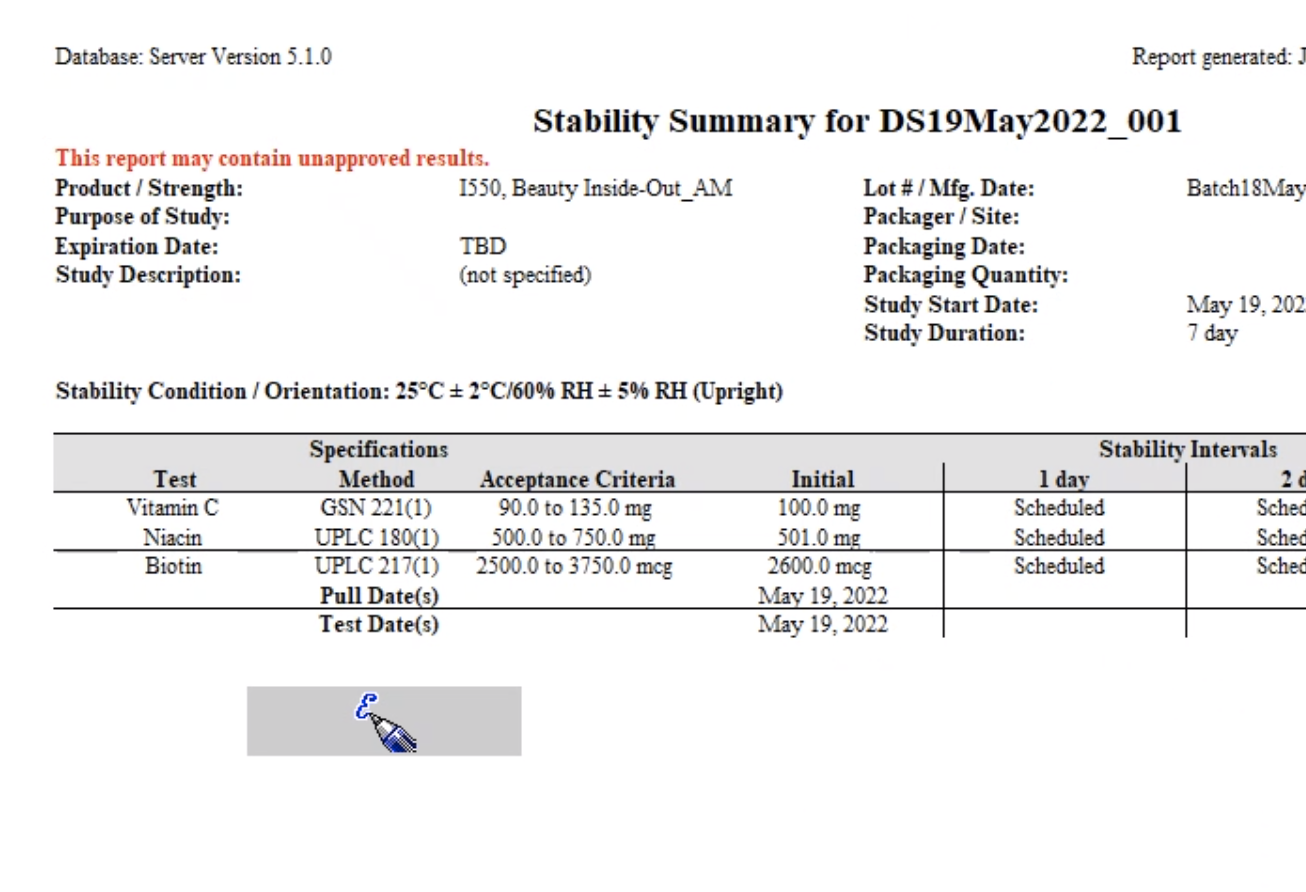 Database: Server Version 5.1.0 Report generated:
Stability Summary for DS19May2022_001
This report may contain unapproved results.
Product / Strength: I550, Beauty Inside-Out_AM Lot # / Mfg. Date: Batch18May
Purpose of Study: Packager / Site:
Expiration Date: TBD Packaging Date:
Study Description: (not specified) Packaging Quantity:
Study Start Date: May 19, 202
Study Duration: 7 day
Stability Condition / Orientation: 25°C ± 2°C/60% RH ± 5% RH (Upright)
Specifications Stability Intervals
Test Method Acceptance Criteria Initial 1 day 2 d
Vitamin C GSN 221(1) 90.0 to 135.0 mg 100.0 mg Scheduled Sched
Niacin UPLC 180(1) 500.0 to 750.0 mg 501.0 mg Scheduled Sched
Biotin UPLC 217(1) 2500.0 to 3750.0 mcg 2600.0 mcg Scheduled Sched
Pull Date(s) May 19, 2022
Test Date(s) May 19, 2022